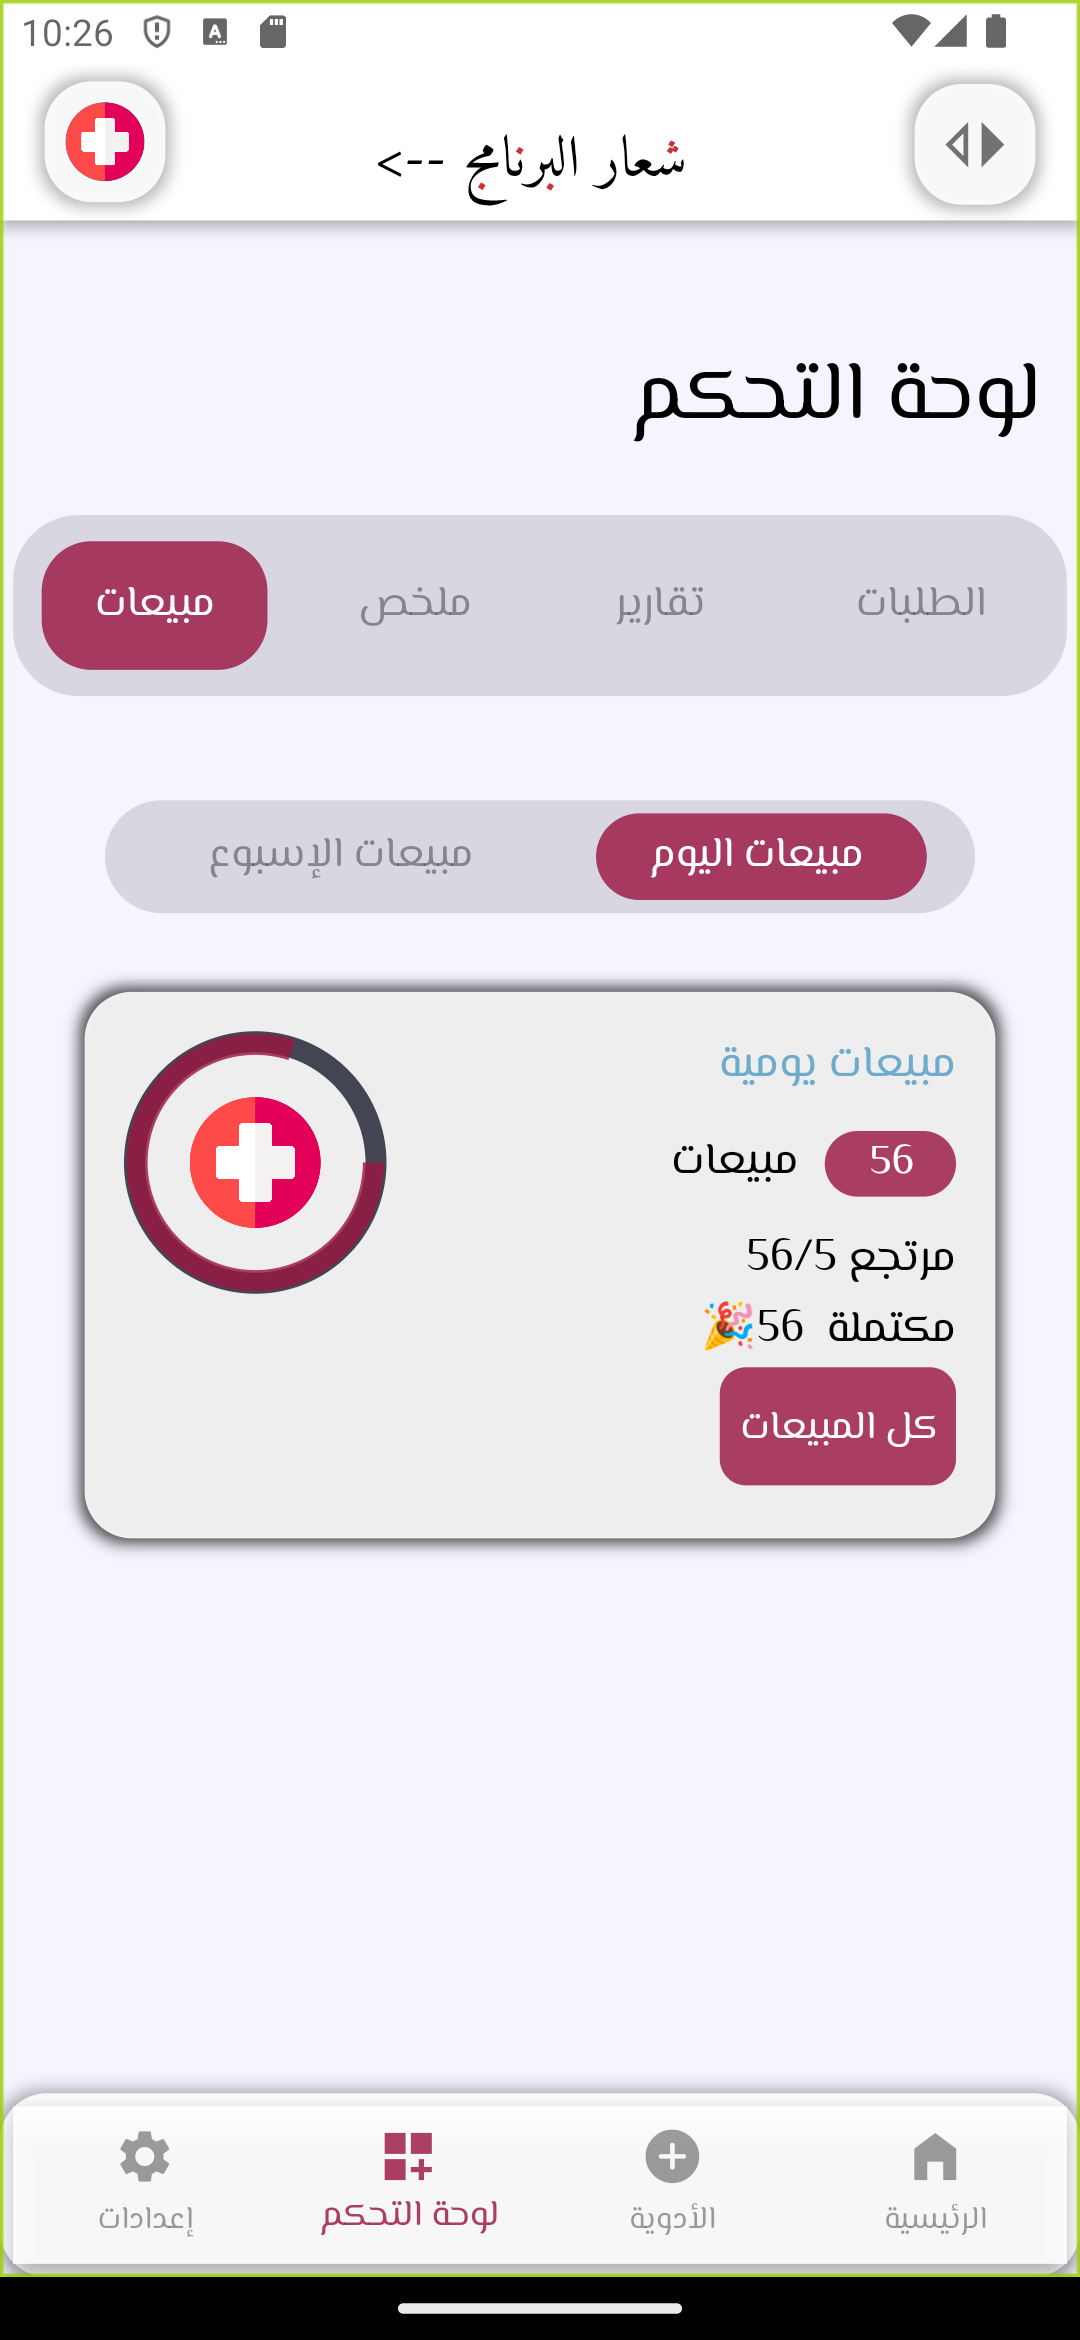 10:26
شعار البرنامج -->
لوحة التحكم
الطلبات تقارير ملخص مبيعات
مبيعات اليوم مبيعات الإسبوع
مبيعات يومية
56 مبيعات
مرتجع 56/5
مكتملة 56🎉
كل المبيعات
الرئيسية الأدوية لوحة التحكم إعدادات